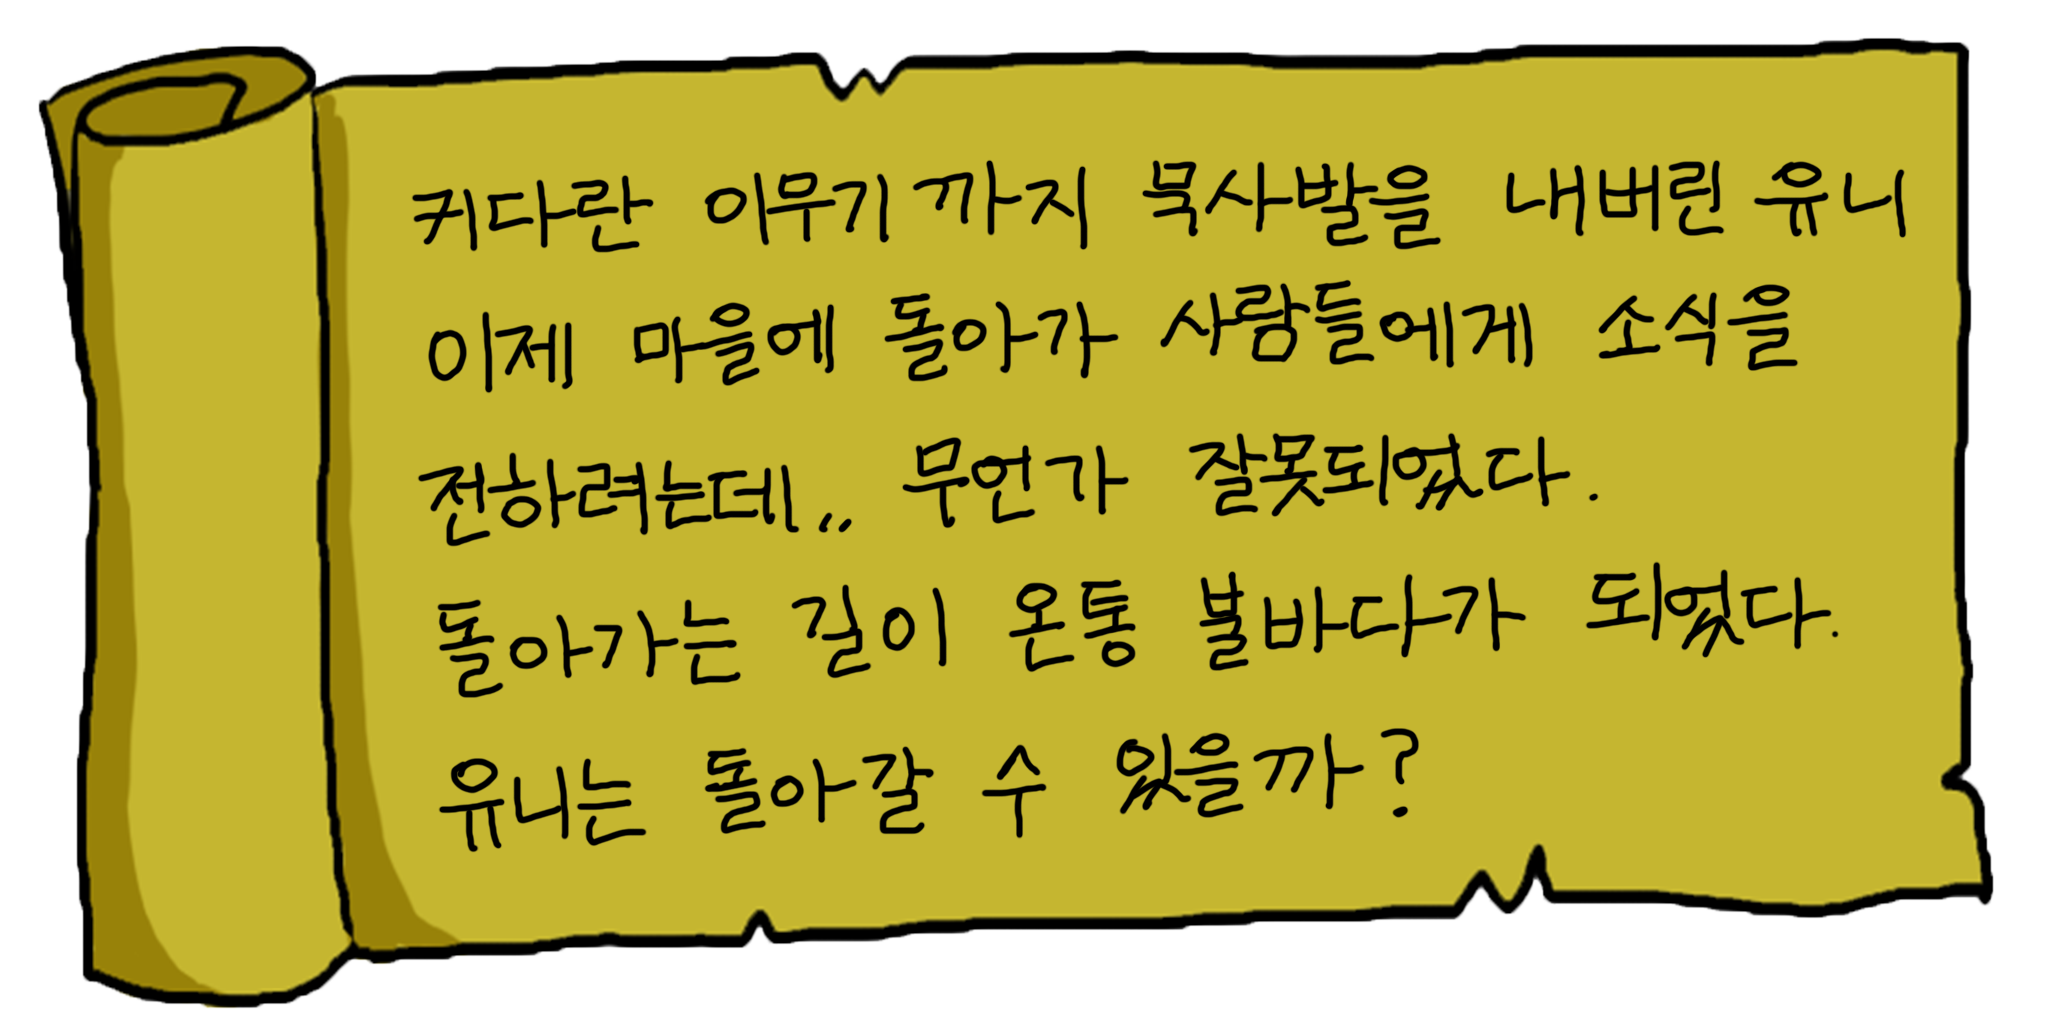 커다란 이무기까지 묵사발을 내버린 유니
이제 마을에 돌아가 사람들에게 소식을
전하려는데... 무언가 잘못되었다.
돌아가는 길이 온통 불바다가 되었다.
유니는 돌아갈 수 있을까?